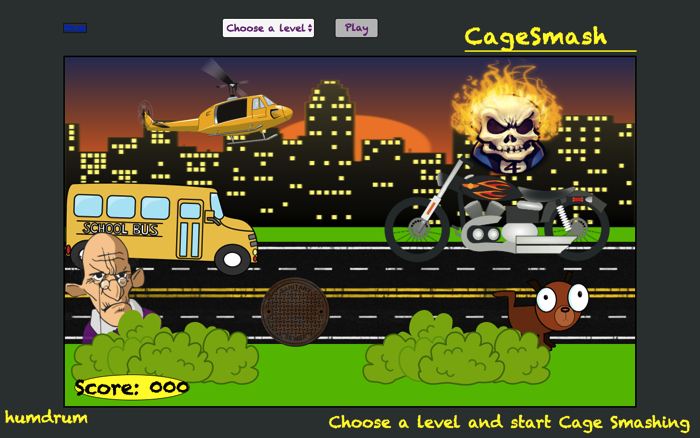 Choose a level
Play
CageSmash
SCHOOL BUS
Score: 000
humdrum
Choose a level and start Cage Smashing